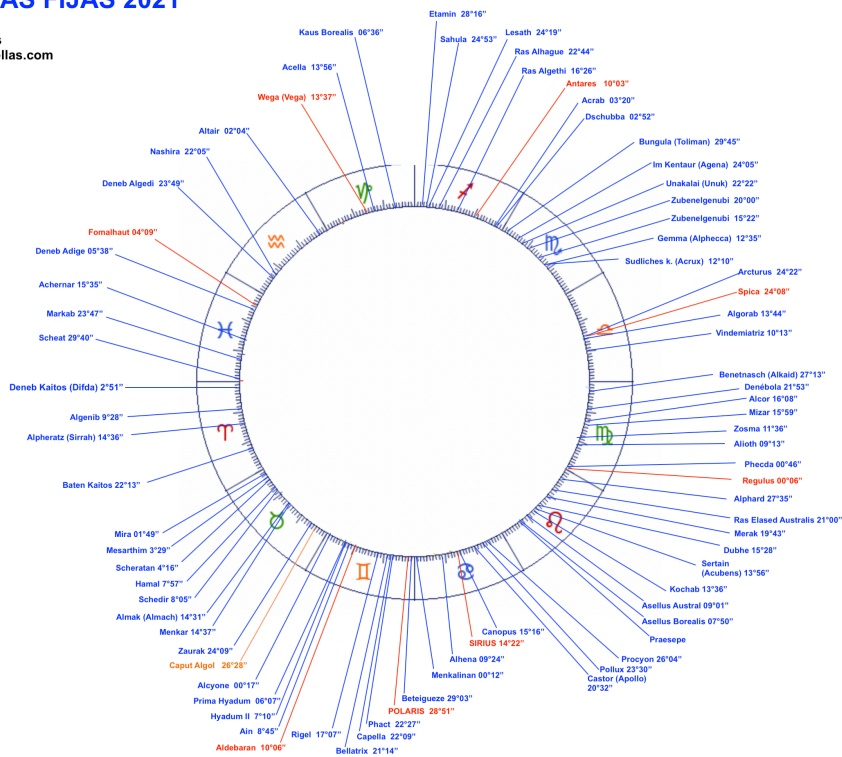 AS FIJAS 2021
s
llas.com
Etamin 28°16”
Sahula 24°53”
Lesath 24°19”
Ras Alhague 22°44”
Ras Algethi 16°26”
Antares 10°03”
Acrab 03°20”
Dschubba 02°52”
Bungula (Toliman) 29°45”
Im Kentaur (Agena) 24°05”
Unakalai (Unuk) 22°22”
Zubenelgenubi 20°00”
Zubenelgenubi 15°22”
Gemma (Alphecca) 12°35”
Sudliches k. (Acrux) 12°10”
Arcturus 24°22”
Spica 24°08”
Algorab 13°44”
Vindemiatriz 10°13”
Benetnasch (Alkaid) 27°13”
Denébola 21°53”
Alcor 16°08”
Mizar 15°59”
Zosma 11°36”
Alioth 09°13”
Phecda 00°46”
Regulus 00°06”
Alphard 27°35”
Ras Elased Australis 21°00”
Merak 19°43”
Dubhe 15°28”
Sertain
(Acubens) 13°56”
Kochab 13°36”
Asellus Austral 09°01”
Asellus Borealis 07°50”
Praesepe
Procyon 26°04”
Pollux 23°30”
Castor (Apollo)
20°32”
Canopus 15°16”
SIRIUS 14°22”
Alhena 09°24”
Menkalinan 00°12”
Beteigueze 29°03”
POLARIS 28°51”
Phact 22°27”
Capella 22°09”
Bellatrix 21°14”
Rigel 17°07”
Aldebaran 10°06”
Ain 8°45”
Hyadum II 7°10”
Prima Hyadum 06°07”
Alcyone 00°17”
Caput Algol 26°28”
Zaurak 24°09”
Menkar 14°37”
Almak (Almach) 14°31”
Schedir 8°05”
Hamal 7°57”
Scheratan 4°16”
Mesarthim 3°29”
Mira 01°49”
Baten Kaitos 22°13”
Alpheratz (Sirrah) 14°36”
Algenib 9°28”
Deneb Kaitos (Difda) 2°51”
Scheat 29°40”
Markab 23°47”
Achernar 15°35”
Deneb Adige 05°38”
Fomalhaut 04°09”
Deneb Algedi 23°49”
Nashira 22°05”
Altair 02°04”
Wega (Vega) 13°37”
Acella 13°56”
Kaus Borealis 06°36”
♑
♐
♏
♎
♍
♌
♋
♊
♉
♈
♓
♒